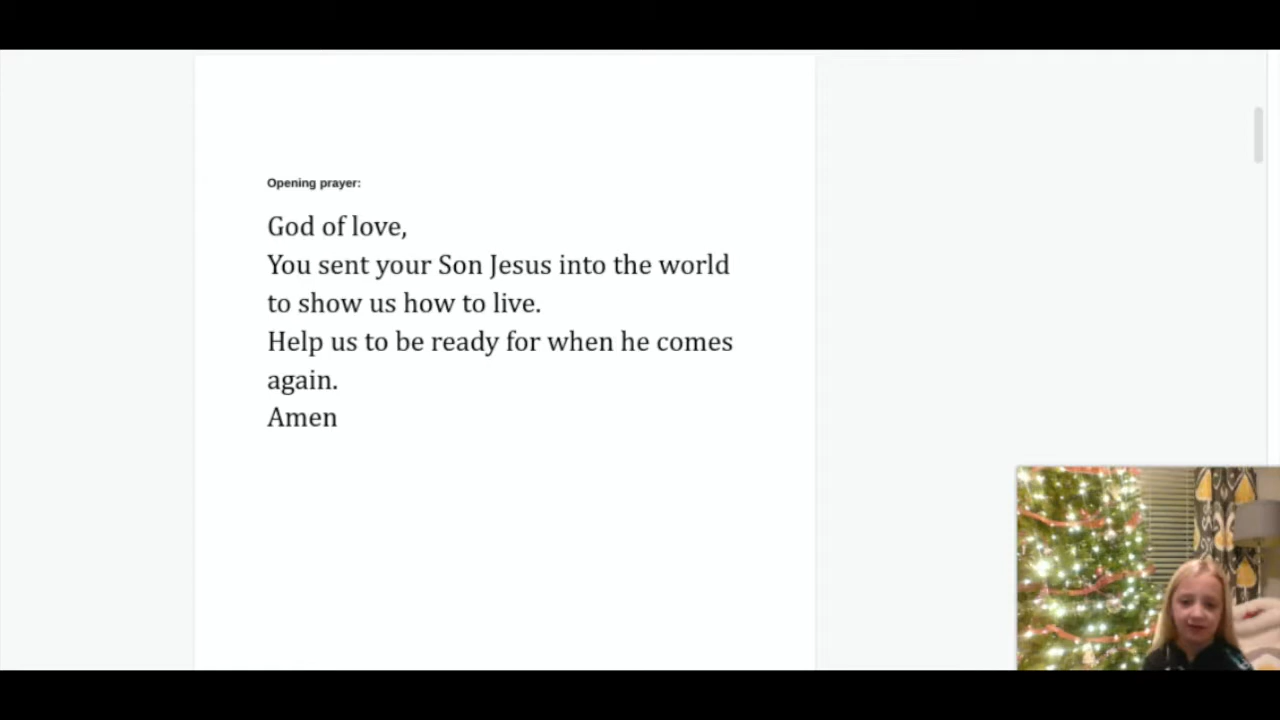 Opening prayer:
God of love,
You sent your Son Jesus into the world
to show us how to live.
Help us to be ready for when he comes
again.
Amen